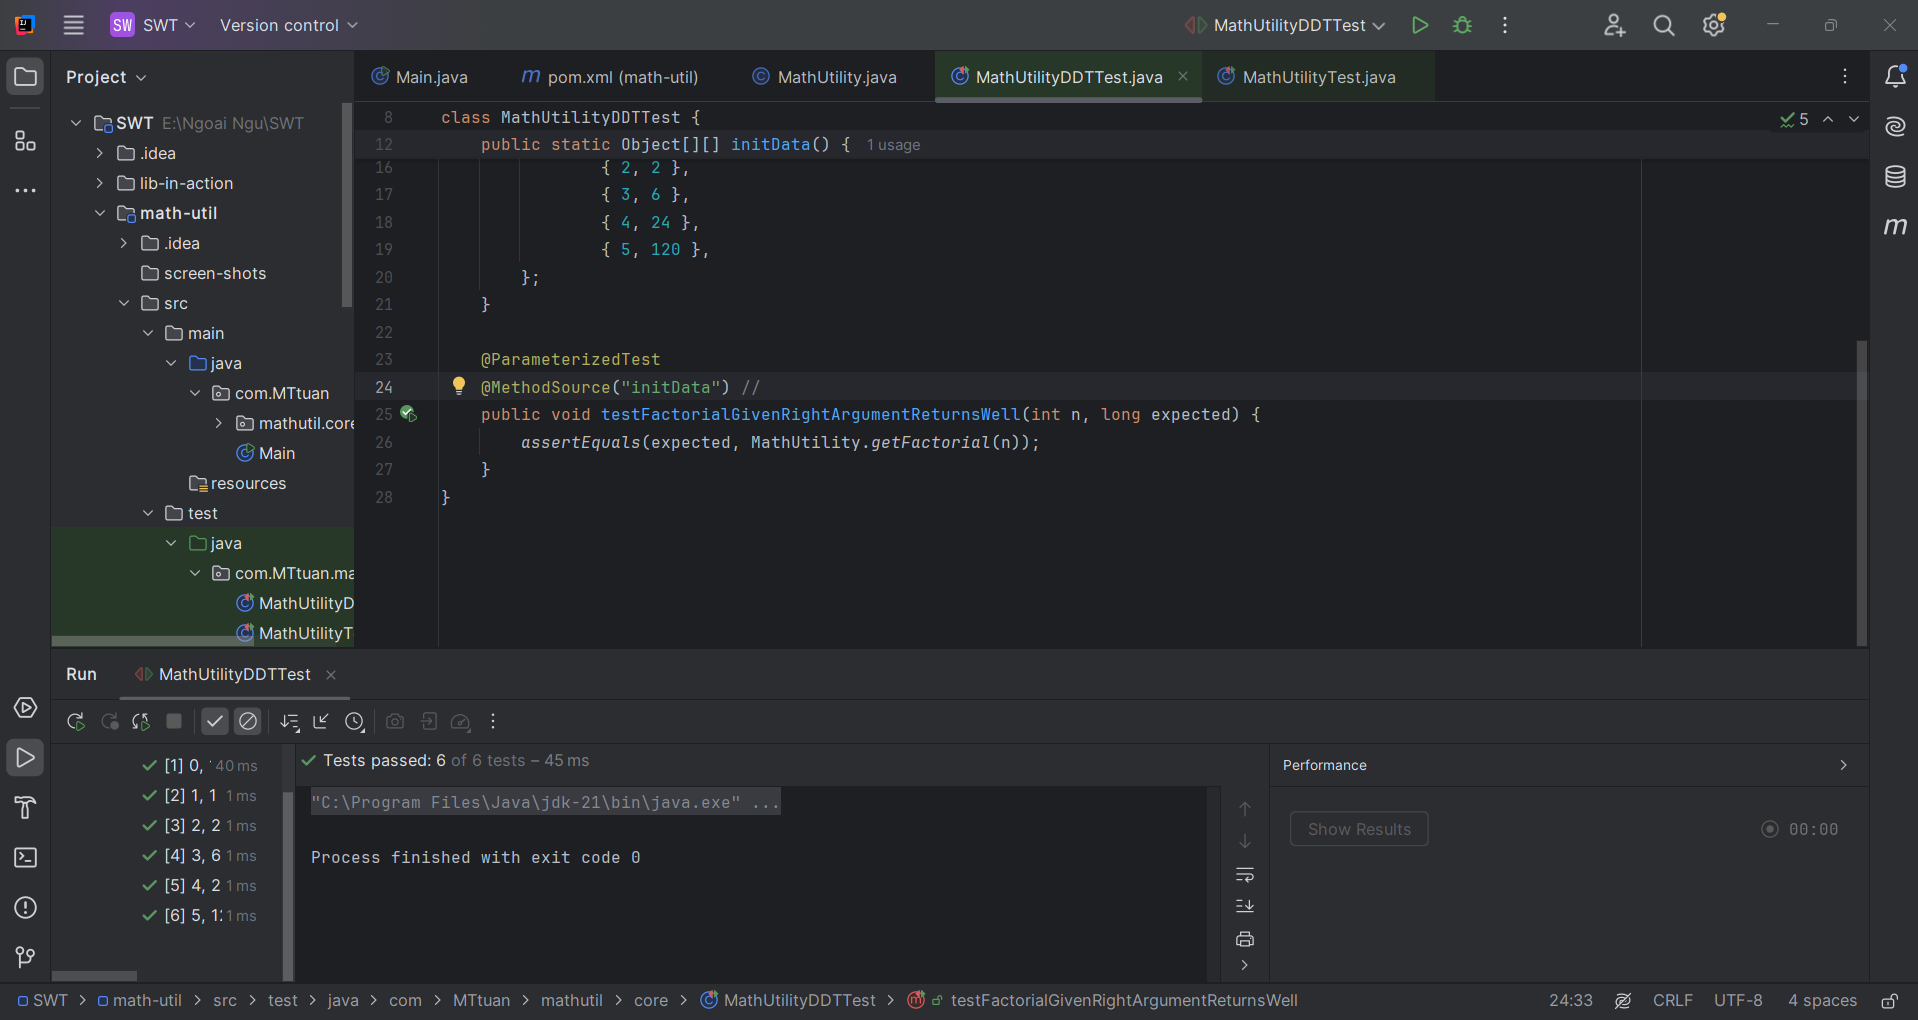 SW SWT Version control MathUtilityDDTTest
Project
Main.java
m pom.xml (math-util)
MathUtility.java
MathUtilityDDTTest.java
MathUtilityTest.java
SWT E:\Ngoai Ngu\SWT
.idea
lib-in-action
math-util
.idea
screen-shots
src
main
java
com.MTtuan
mathutil.core
Main
resources
test
java
com.MTtuan.ma
MathUtilityD
MathUtilityT
8 class MathUtilityDDTTest {
12 public static Object[][] initData() { 1 usage
16 { 2, 2 },
17 { 3, 6 },
18 { 4, 24 },
19 { 5, 120 },
20 };
21 }
22
23 @ParameterizedTest
24 @MethodSource("initData") //
25 public void testFactorialGivenRightArgumentReturnsWell(int n, long expected) {
26 assertEquals(expected, MathUtility.getFactorial(n));
27 }
28 }
5
m
Run MathUtilityDDTTest
[1] 0, 40 ms
[2] 1, 1 1 ms
[3] 2, 2 1 ms
[4] 3, 6 1 ms
[5] 4, 2 1 ms
[6] 5, 1 1 ms
Tests passed: 6 of 6 tests – 45 ms
"C:\Program Files\Java\jdk-21\bin\java.exe" ...
Process finished with exit code 0
Performance
Show Results 00:00
SWT > math-util > src > test > java > com > MTtuan > mathutil > core > MathUtilityDDTTest > testFactorialGivenRightArgumentReturnsWell
24:33 CRLF UTF-8 4 spaces